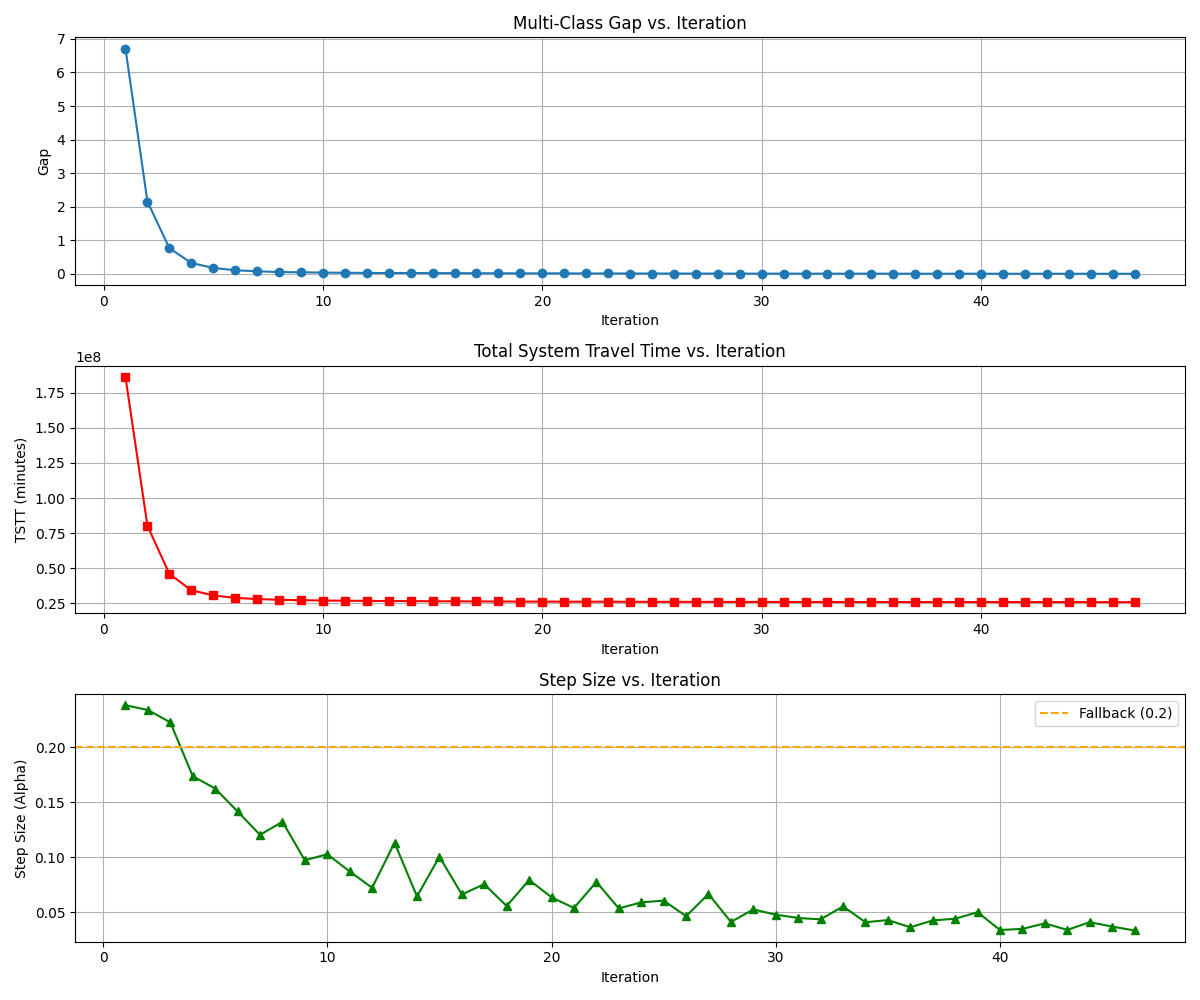 Multi-Class Gap vs. Iteration
7
6
5
4
3
2
1
0
Gap
0 10 20 30 40
Iteration
Total System Travel Time vs. Iteration
1e8
1.75
1.50
1.25
1.00
0.75
0.50
0.25
TSTT (minutes)
0 10 20 30 40
Iteration
Step Size vs. Iteration
Fallback (0.2)
0.20
0.15
0.10
0.05
Step Size (Alpha)
0 10 20 30 40
Iteration